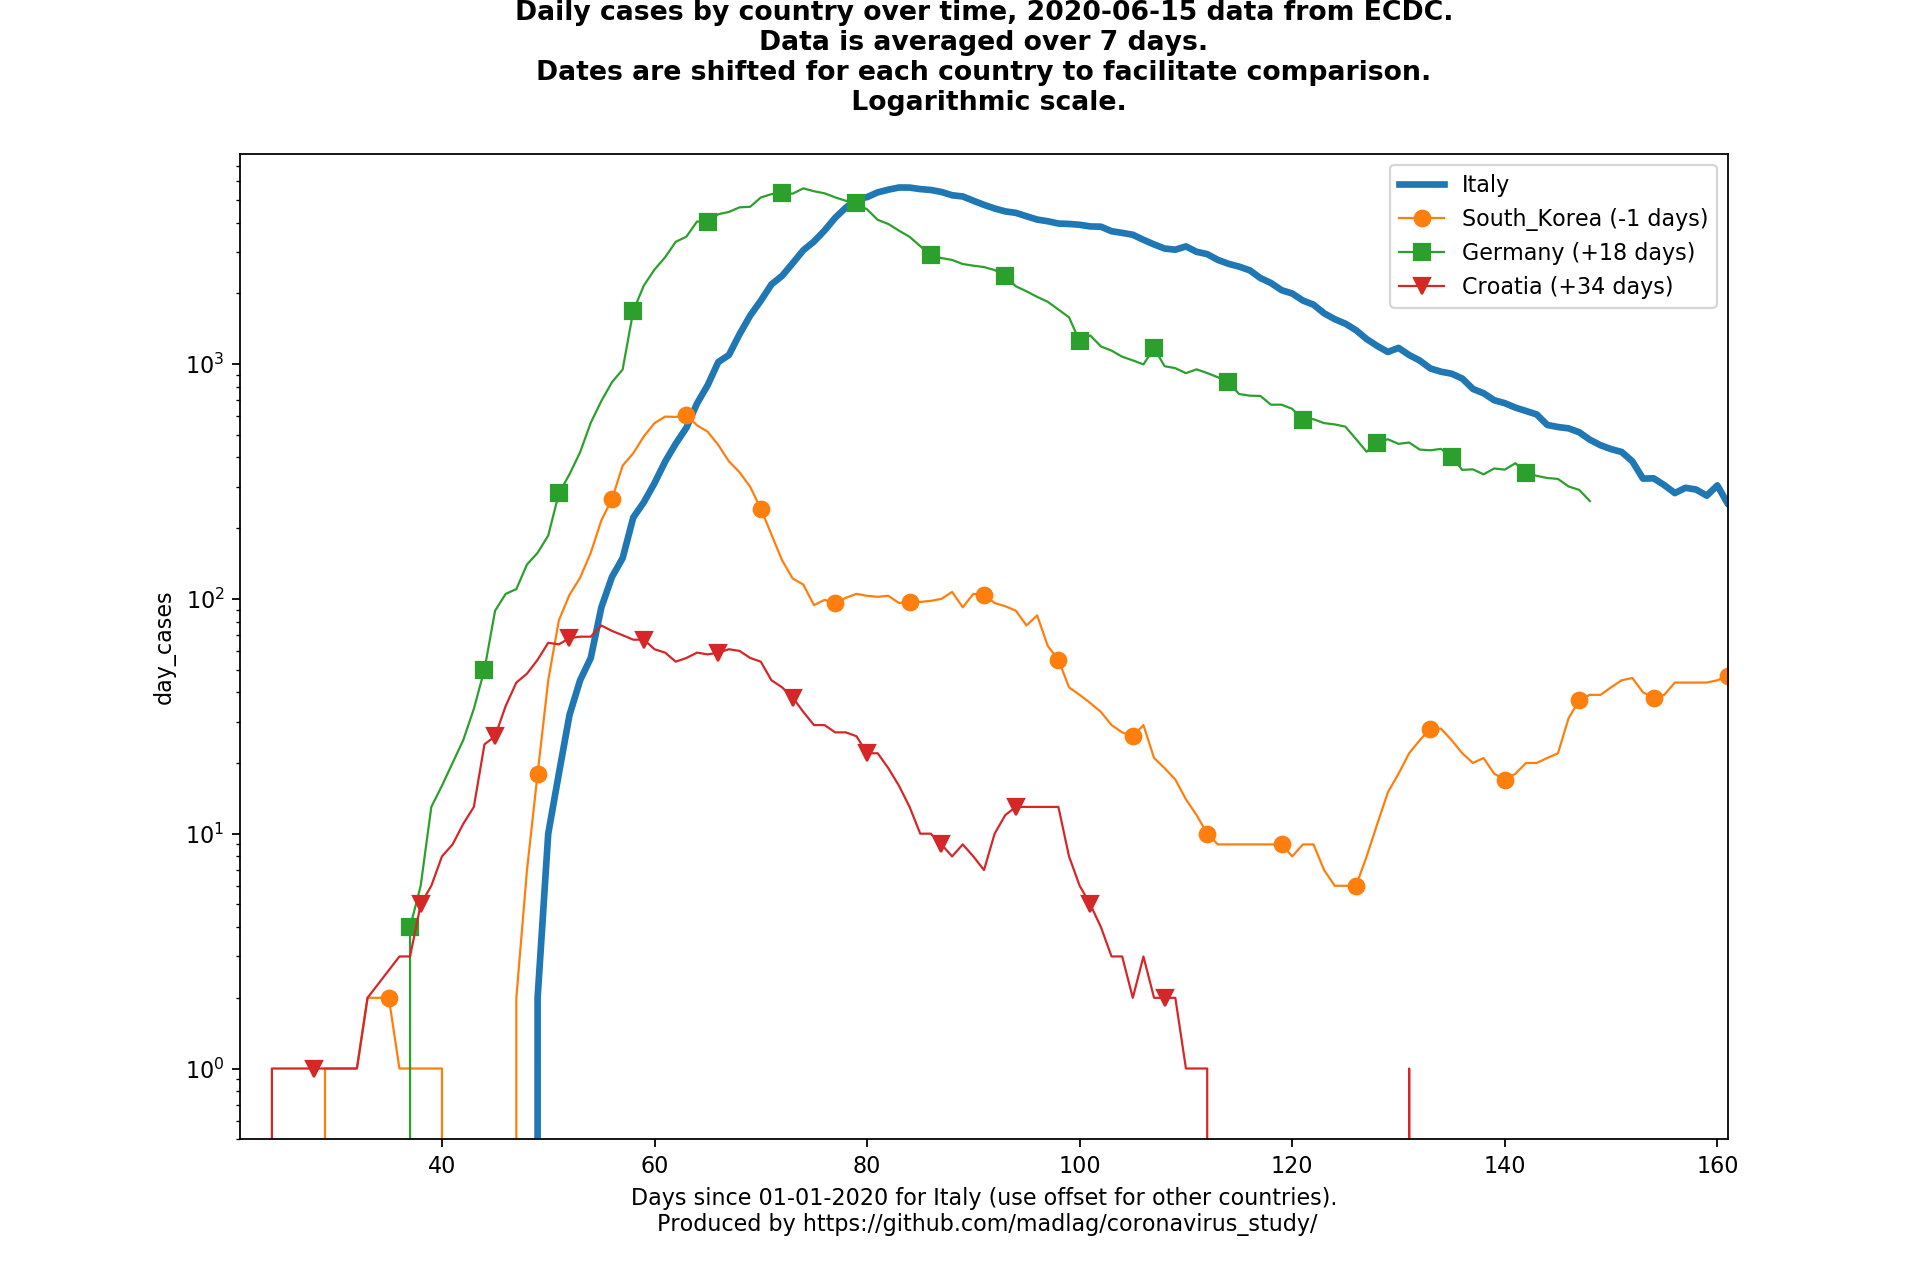 Daily cases by country over time, 2020-06-15 data from ECDC.
Data is averaged over 7 days.
Dates are shifted for each country to facilitate comparison.
Logarithmic scale.
Italy
South_Korea (-1 days)
Germany (+18 days)
Croatia (+34 days)
day_cases
10³
10²
10¹
10⁰
40 60 80 100 120 140 160
Days since 01-01-2020 for Italy (use offset for other countries).
Produced by https://github.com/madlag/coronavirus_study/